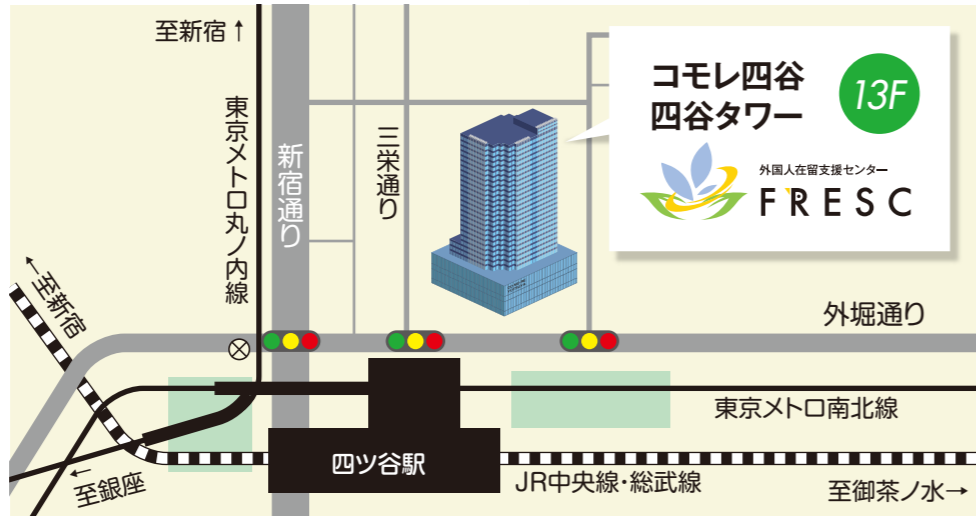 至新宿↑
東京メトロ丸ノ内線
新宿通り
三栄通り
コモレ四谷
四谷タワー
13F
外国人在留支援センター
FRESC
←至新宿
外堀通り
東京メトロ南北線
四ツ谷駅
JR中央線・総武線
←至銀座
至御茶ノ水→